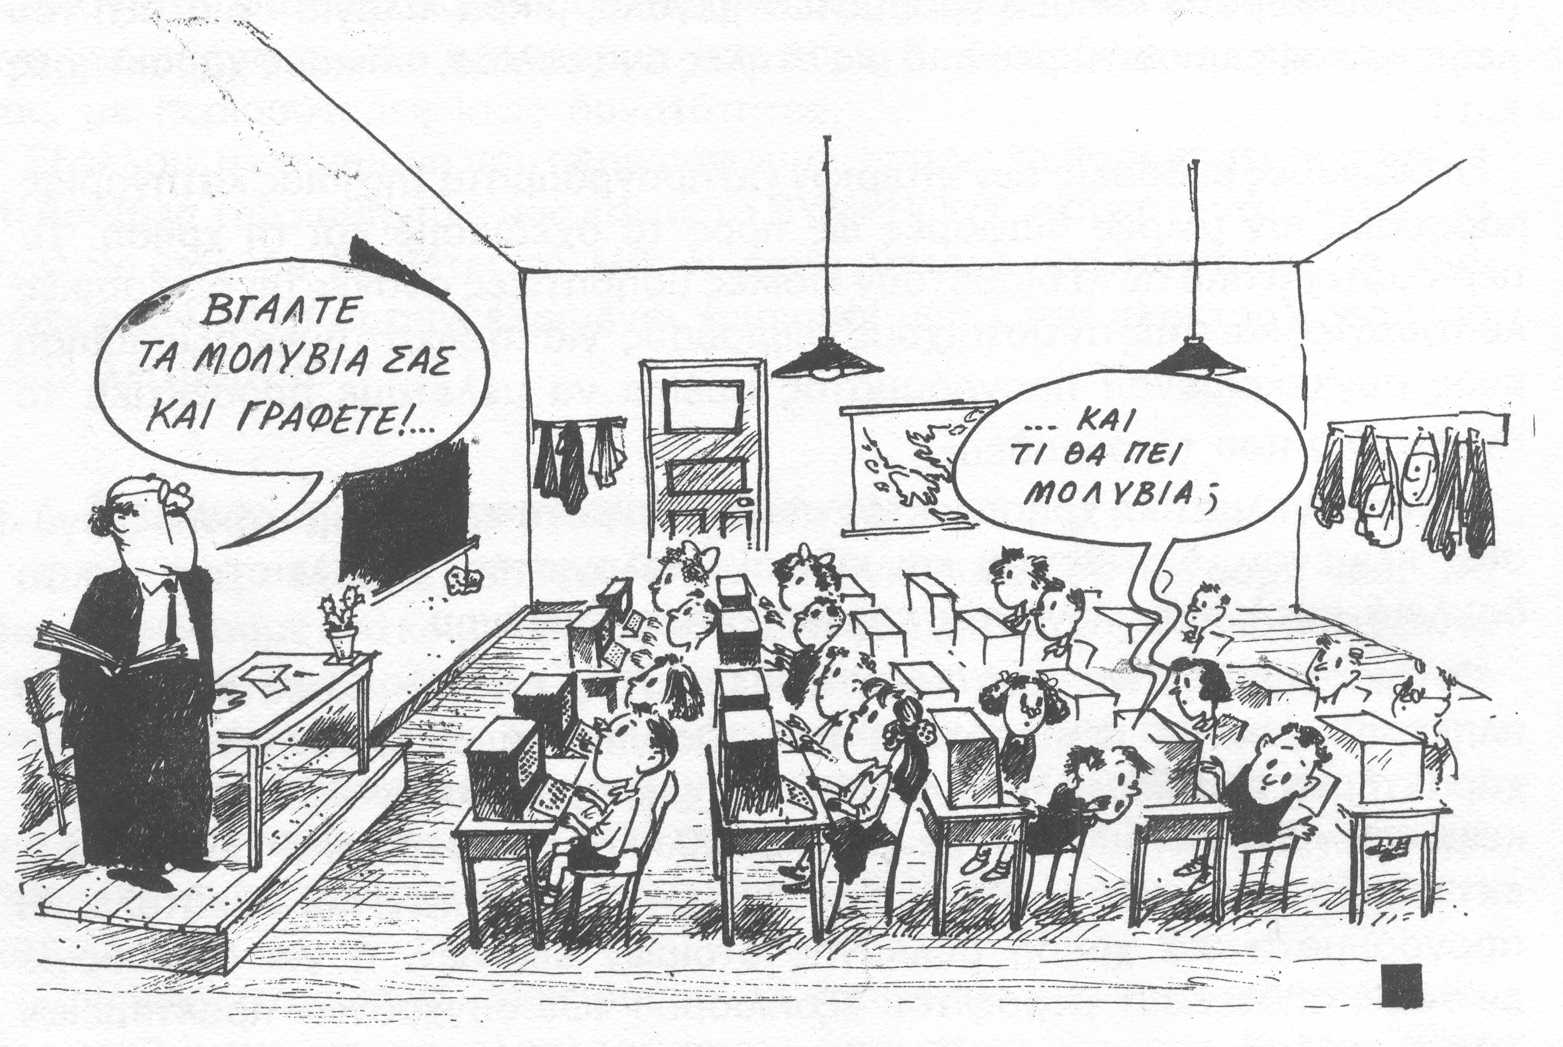 ΒΓΑΛΤΕ
ΤΑ ΜΟΛΥΒΙΑ ΣΑΣ
ΚΑΙ ΓΡΑΦΕΤΕ!...
... ΚΑΙ
ΤΙ ΘΑ ΠΕΙ
ΜΟΛΥΒΙΑ;